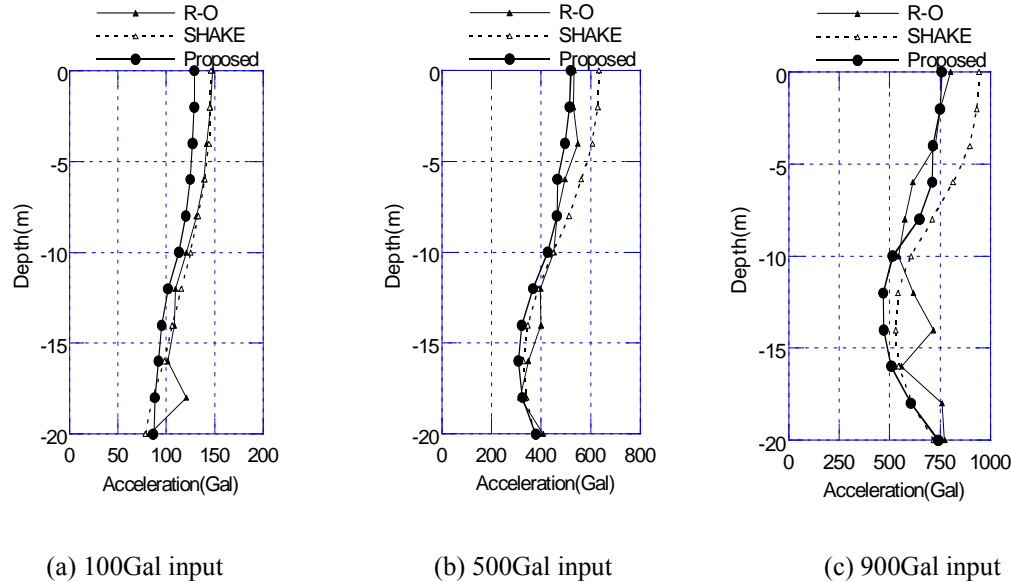 R-O
SHAKE
Proposed
0
-5
-10
-15
-20
Depth(m)
0 50 100 150 200
Acceleration(Gal)
(a) 100Gal input
R-O
SHAKE
Proposed
0
-5
-10
-15
-20
Depth(m)
0 200 400 600 800
Acceleration(Gal)
(b) 500Gal input
R-O
SHAKE
Proposed
0
-5
-10
-15
-20
Depth(m)
0 250 500 750 1000
Acceleration(Gal)
(c) 900Gal input